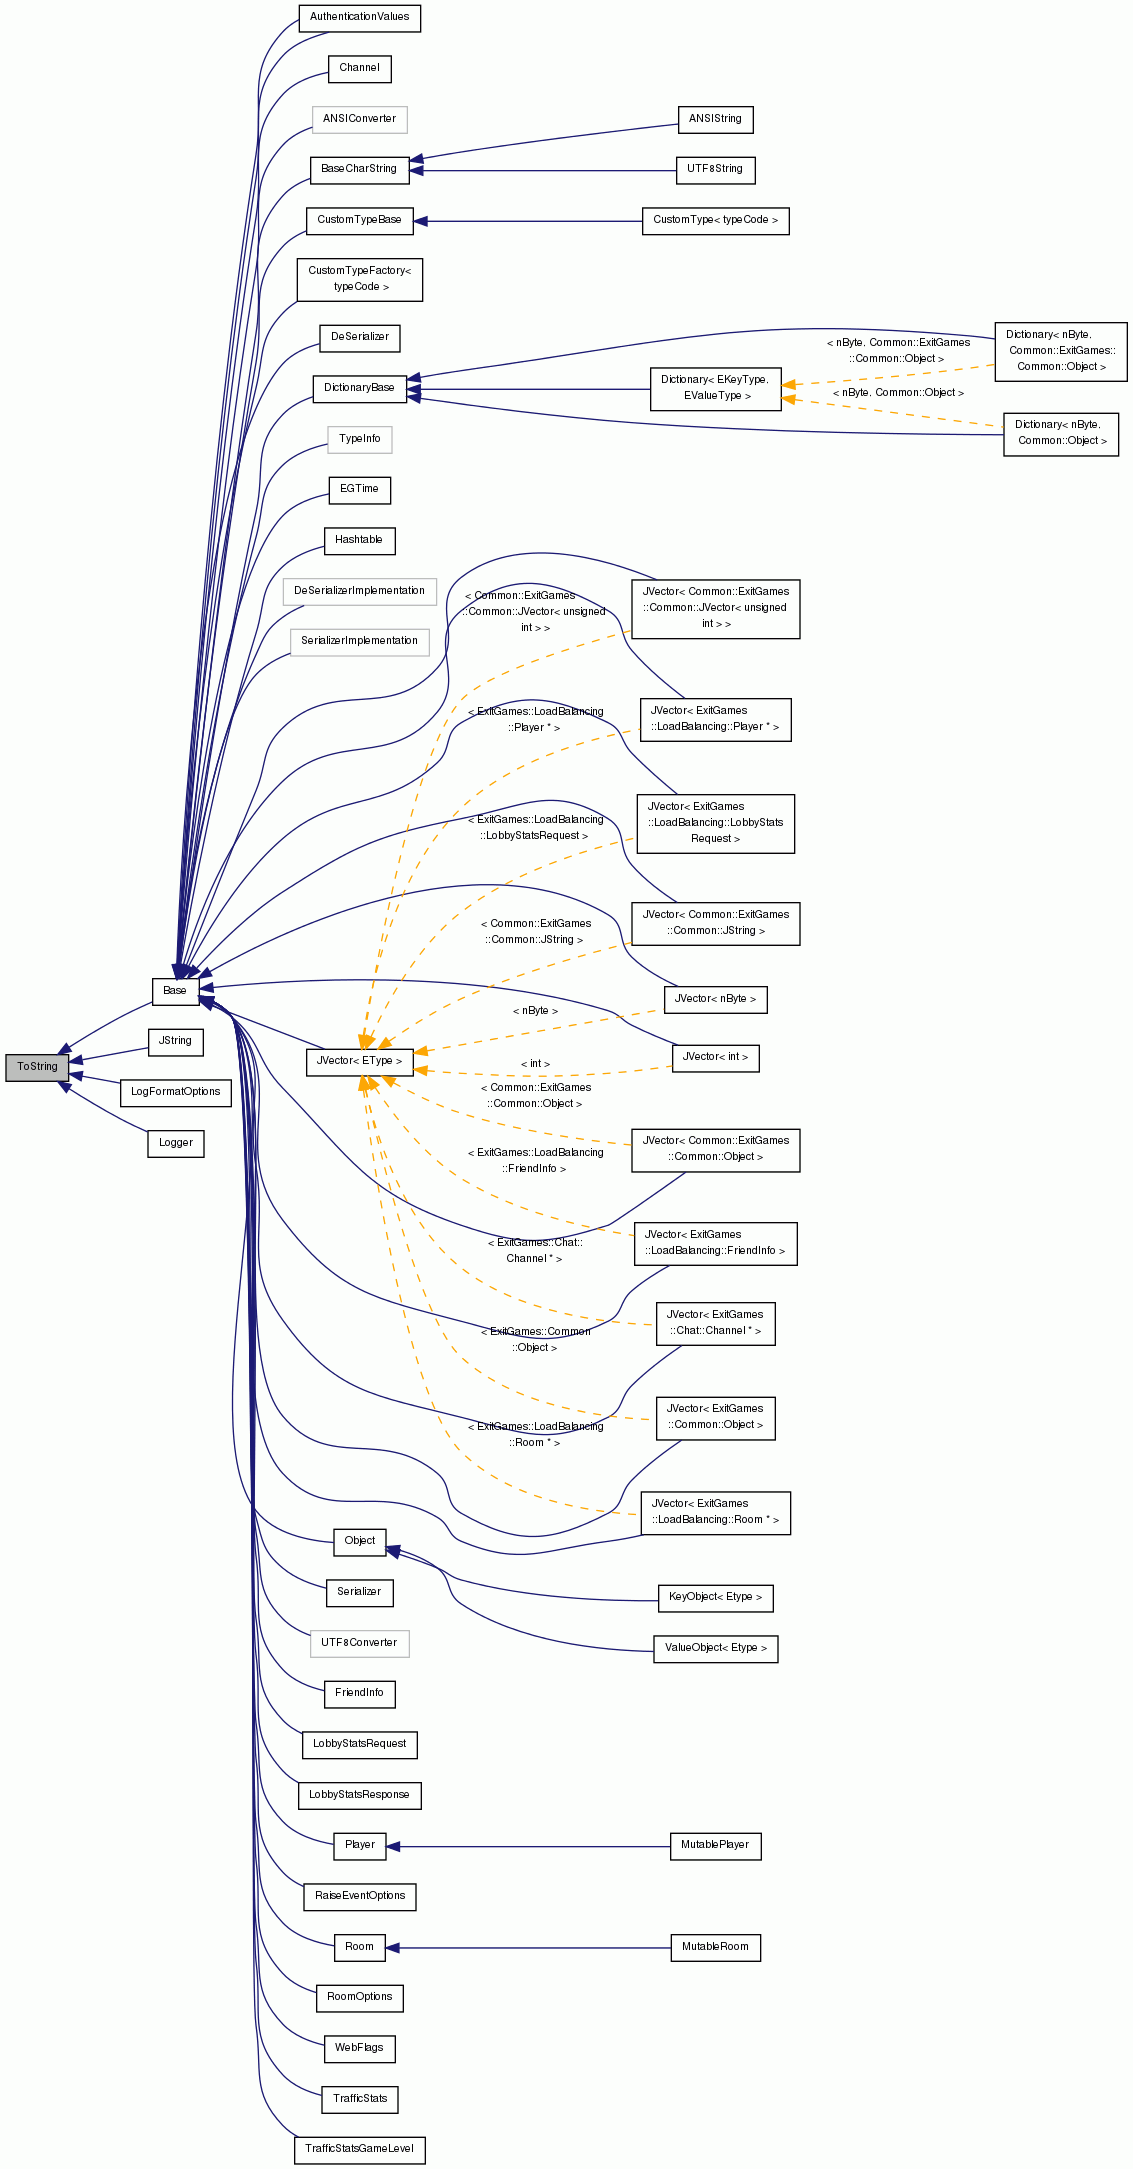 AuthenticationValues
Channel
ANSIConverter
ANSIString
BaseCharString
UTF8String
CustomTypeBase
CustomType< typeCode >
CustomTypeFactory<
typeCode >
DeSerializer
Dictionary< nByte,
Common::ExitGames::
Common::Object >
< nByte, Common::ExitGames
::Common::Object >
DictionaryBase
Dictionary< EKeyType,
EValueType >
< nByte, Common::Object >
Dictionary< nByte,
Common::Object >
TypeInfo
EGTime
Hashtable
DeSerializerImplementation
SerializerImplementation
< Common::ExitGames
::Common::JVector< unsigned
int > >
JVector< Common::ExitGames
::Common::JVector< unsigned
int > >
< ExitGames::LoadBalancing
::Player * >
JVector< ExitGames
::LoadBalancing::Player * >
< ExitGames::LoadBalancing
::LobbyStatsRequest >
JVector< ExitGames
::LoadBalancing::LobbyStats
Request >
< Common::ExitGames
::Common::JString >
JVector< Common::ExitGames
::Common::JString >
Base
< nByte >
JVector< nByte >
JString
ToString
JVector< EType >
< int >
JVector< int >
LogFormatOptions
Logger
< Common::ExitGames
::Common::Object >
JVector< Common::ExitGames
::Common::Object >
< ExitGames::LoadBalancing
::FriendInfo >
JVector< ExitGames
::LoadBalancing::FriendInfo >
< ExitGames::Chat::
Channel * >
JVector< ExitGames
::Chat::Channel * >
< ExitGames::Common
::Object >
JVector< ExitGames
::Common::Object >
< ExitGames::LoadBalancing
::Room * >
JVector< ExitGames
::LoadBalancing::Room * >
Object
Serializer
KeyObject< Etype >
UTF8Converter
ValueObject< Etype >
FriendInfo
LobbyStatsRequest
LobbyStatsResponse
Player
MutablePlayer
RaiseEventOptions
Room
MutableRoom
RoomOptions
WebFlags
TrafficStats
TrafficStatsGameLevel